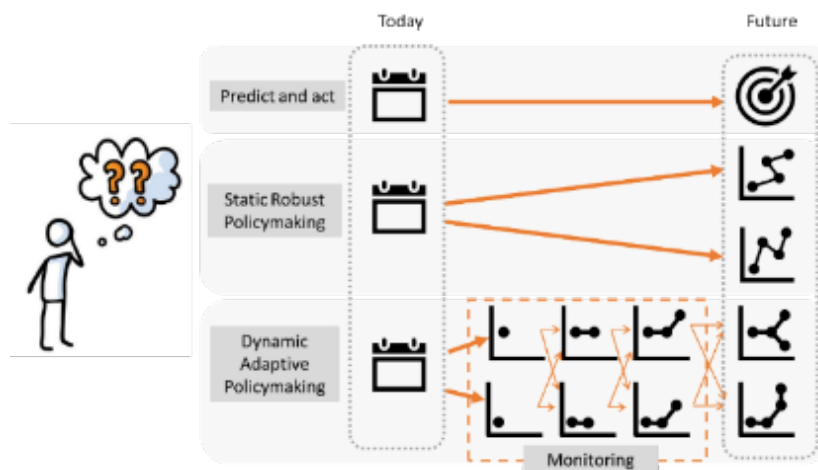 Today
Future
Predict and act
??
Static Robust
Policymaking
Dynamic
Adaptive
Policymaking
Monitoring